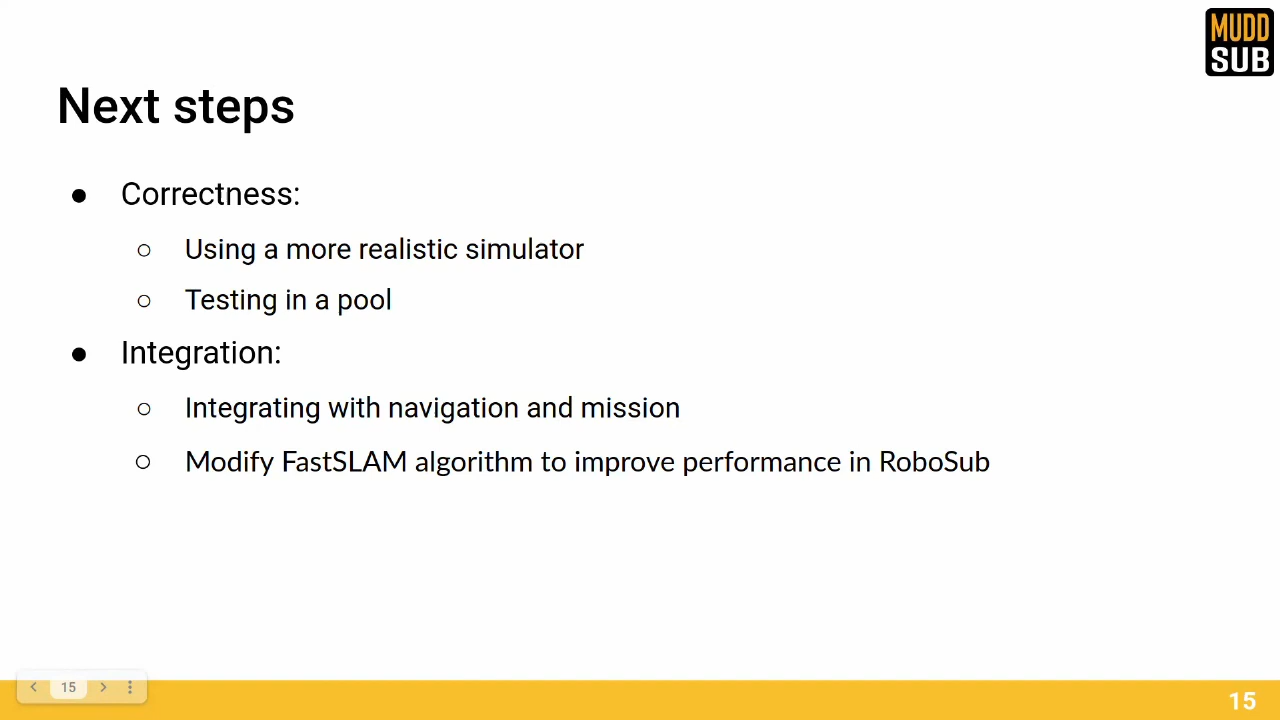 MUDD
SUB
Next steps
● Correctness:
○ Using a more realistic simulator
○ Testing in a pool
● Integration:
○ Integrating with navigation and mission
○ Modify FastSLAM algorithm to improve performance in RoboSub
15
15